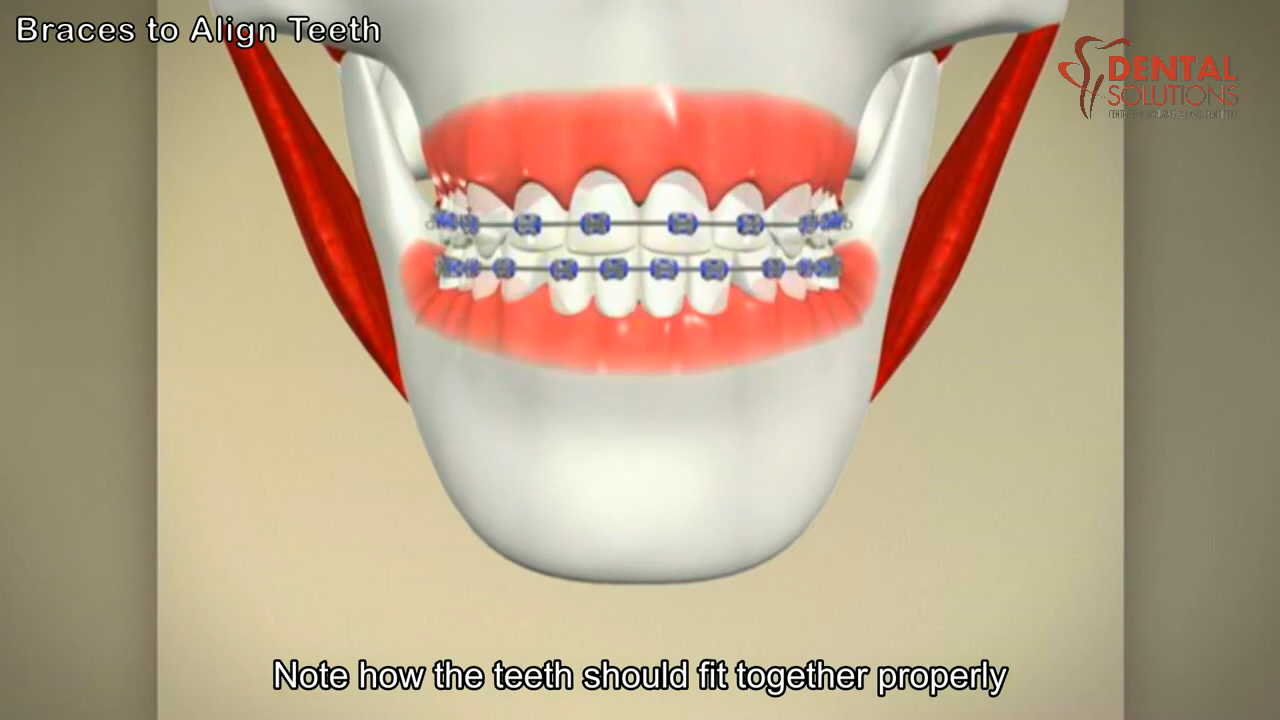 Braces to Align Teeth
DENTAL
SOLUTIONS
Note how the teeth should fit together properly